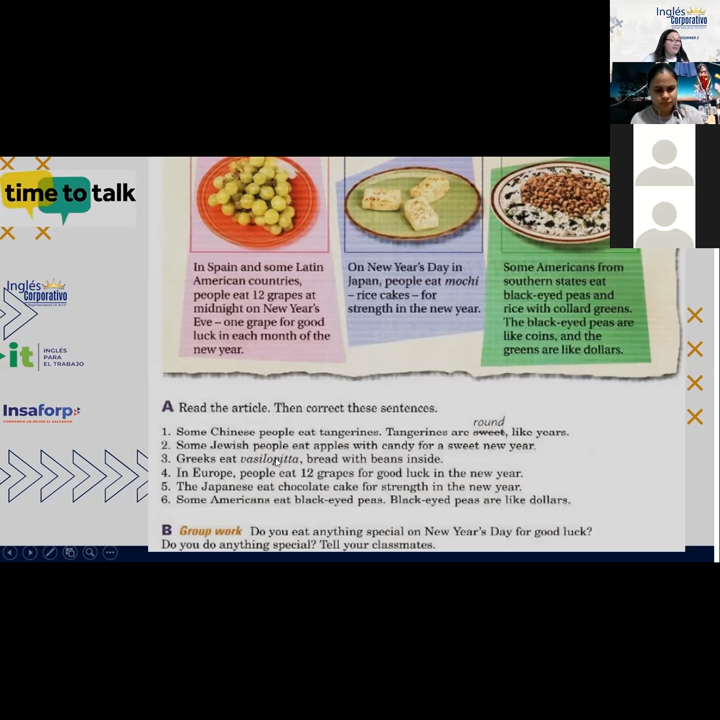 Inglés
Corporativo
BEGINNER 2
time to talk
Inglés
Corporativo
it INGLÉS
PARA
EL TRABAJO
Insaforp
In Spain and some Latin
American countries,
people eat 12 grapes at
midnight on New Year's
Eve – one grape for good
luck in each month of the
new year.
On New Year's Day in
Japan, people eat mochi
– rice cakes – for
strength in the new year.
Some Americans from
southern states eat
black-eyed peas and
rice with collard greens.
The black-eyed peas are
like coins, and the
greens are like dollars.
A Read the article. Then correct these sentences.
round
1. Some Chinese people eat tangerines. Tangerines are sweet, like years.
2. Some Jewish people eat apples with candy for a sweet new year.
3. Greeks eat vasilopitta, bread with beans inside.
4. In Europe, people eat 12 grapes for good luck in the new year.
5. The Japanese eat chocolate cake for strength in the new year.
6. Some Americans eat black-eyed peas. Black-eyed peas are like dollars.
B Group work Do you eat anything special on New Year's Day for good luck?
Do you do anything special? Tell your classmates.